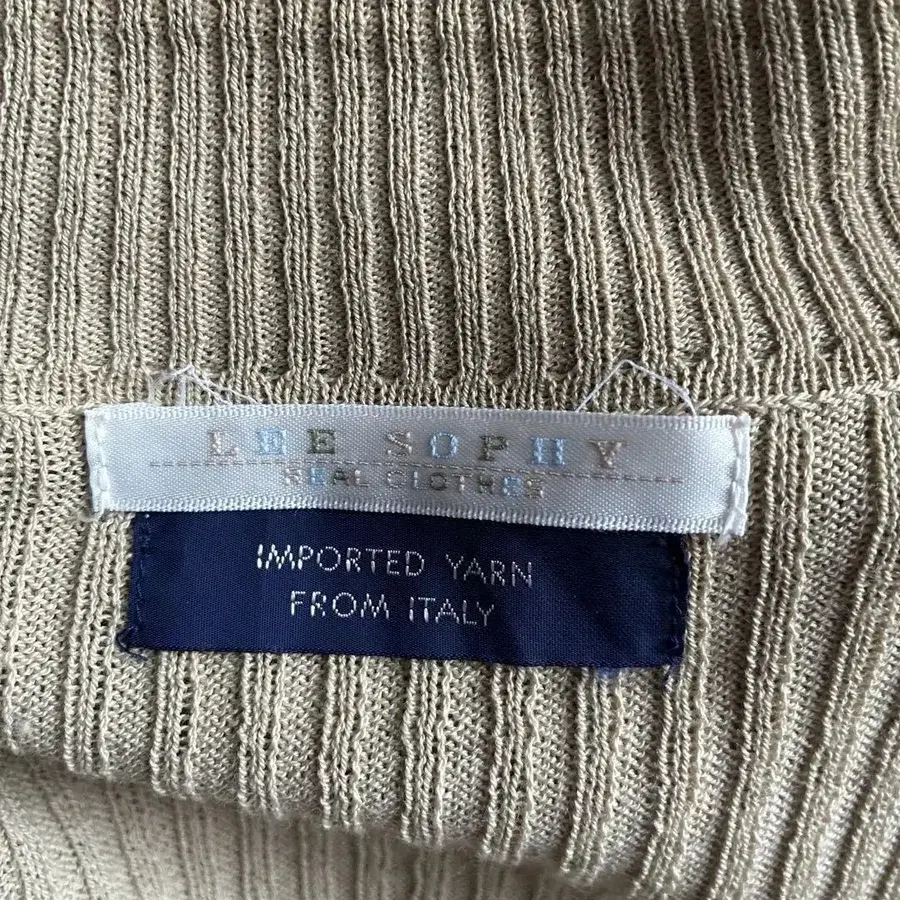 LEE SOPHY
REAL CLOTHES
IMPORTED YARN
FROM ITALY